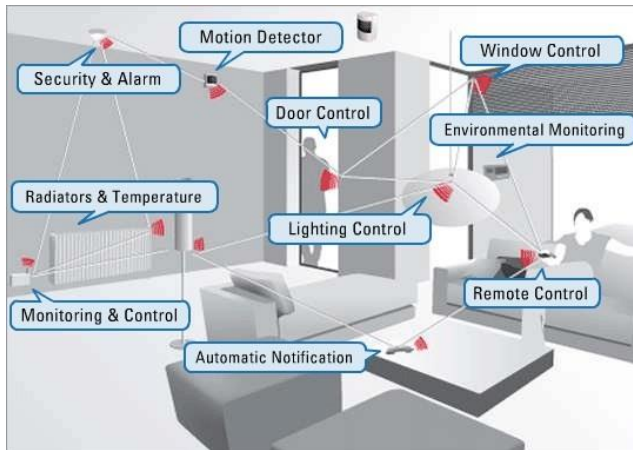 Motion Detector
Window Control
Security & Alarm
Door Control
Environmental Monitoring
Radiators & Temperature
Lighting Control
Remote Control
Monitoring & Control
Automatic Notification